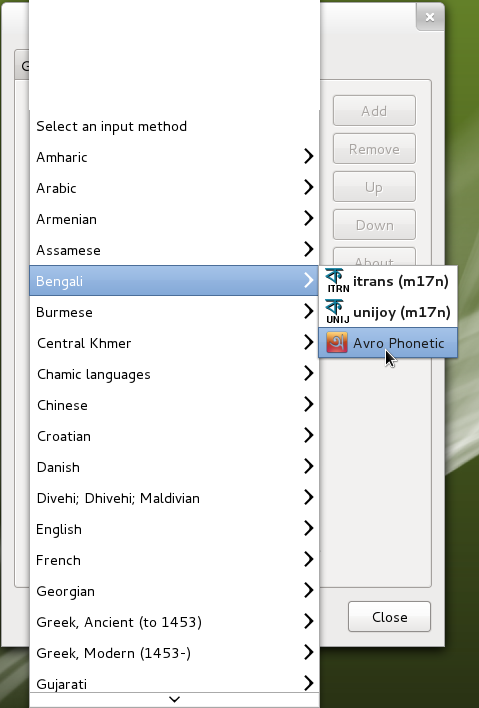 G
Select an input method
Amharic
Arabic
Armenian
Assamese
Bengali
Burmese
Central Khmer
Chamic languages
Chinese
Croatian
Danish
Divehi; Dhivehi; Maldivian
English
French
Georgian
Greek, Ancient (to 1453)
Greek, Modern (1453-)
Gujarati
Add
Remove
Up
Down
About
ক ITRN itrans (m17n)
ক UNIJ unijoy (m17n)
Avro Phonetic
Close